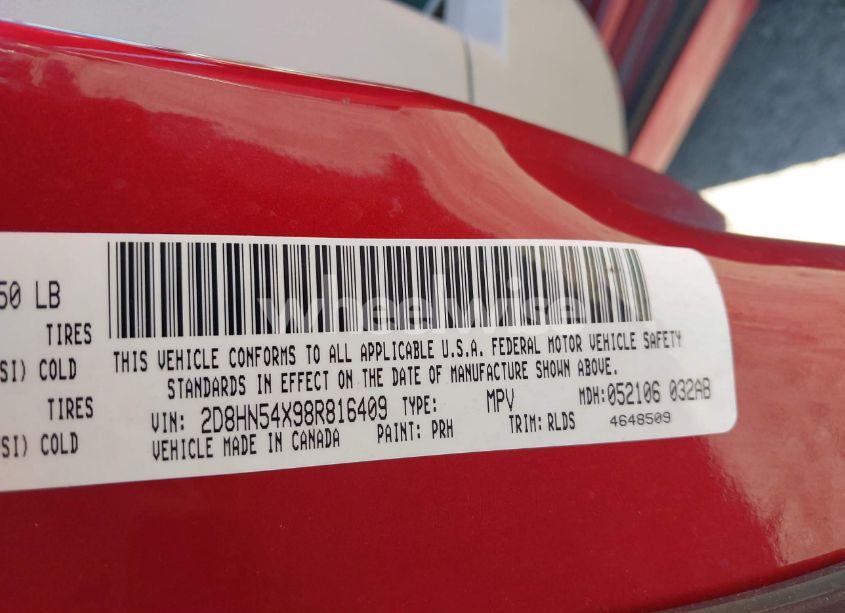 50 LB
TIRES
SI) COLD
TIRES
SI) COLD
wheelwise
THIS VEHICLE CONFORMS TO ALL APPLICABLE U.S.A. FEDERAL MOTOR VEHICLE SAFETY
STANDARDS IN EFFECT ON THE DATE OF MANUFACTURE SHOWN ABOVE.
VIN: 2D8HN54X98R816409 TYPE: MPV MDH: 052106 032AB
VEHICLE MADE IN CANADA PAINT: PRH TRIM: RLDS 4648509